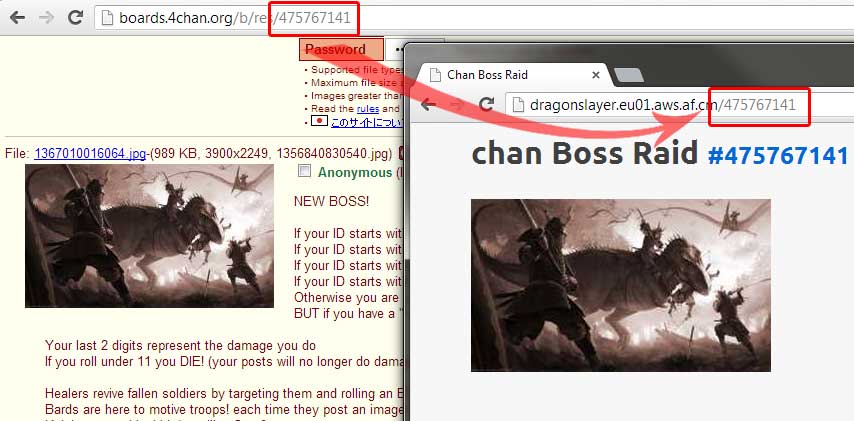 boards.4chan.org/b/res/475767141
Password
• Supported file types
• Maximum file size a
• Images greater than
• Read the rules and
• このサイトについ
File: 1367010016064.jpg-(989 KB, 3900x2249, 1356840830540.jpg)
Anonymous
NEW BOSS!
If your ID starts wit
If your ID starts wit
If your ID starts wit
If your ID starts wit
Otherwise you are
BUT if you have a "
Your last 2 digits represent the damage you do
If you roll under 11 you DIE! (your posts will no longer do dama
Healers revive fallen soldiers by targeting them and rolling an E
Bards are here to motive troops! each time they post an image
Chan Boss Raid
dragonslayer.eu01.aws.af.cm/475767141
chan Boss Raid #475767141